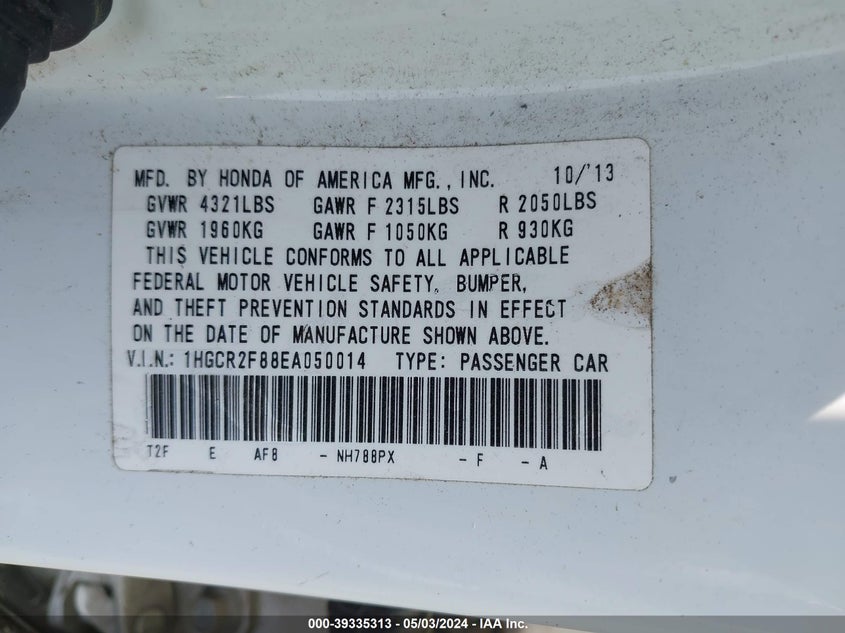 MFD. BY HONDA OF AMERICA MFG., INC. 10/'13
GVWR 4321LBS GAWR F 2315LBS R 2050LBS
GVWR 1960KG GAWR F 1050KG R 930KG
THIS VEHICLE CONFORMS TO ALL APPLICABLE
FEDERAL MOTOR VEHICLE SAFETY, BUMPER,
AND THEFT PREVENTION STANDARDS IN EFFECT
ON THE DATE OF MANUFACTURE SHOWN ABOVE.
V.I.N.: 1HGCR2F88EA050014 TYPE: PASSENGER CAR
T2F E AF8 - NH788PX - F - A
000-39335313 - 05/03/2024 - IAA Inc.